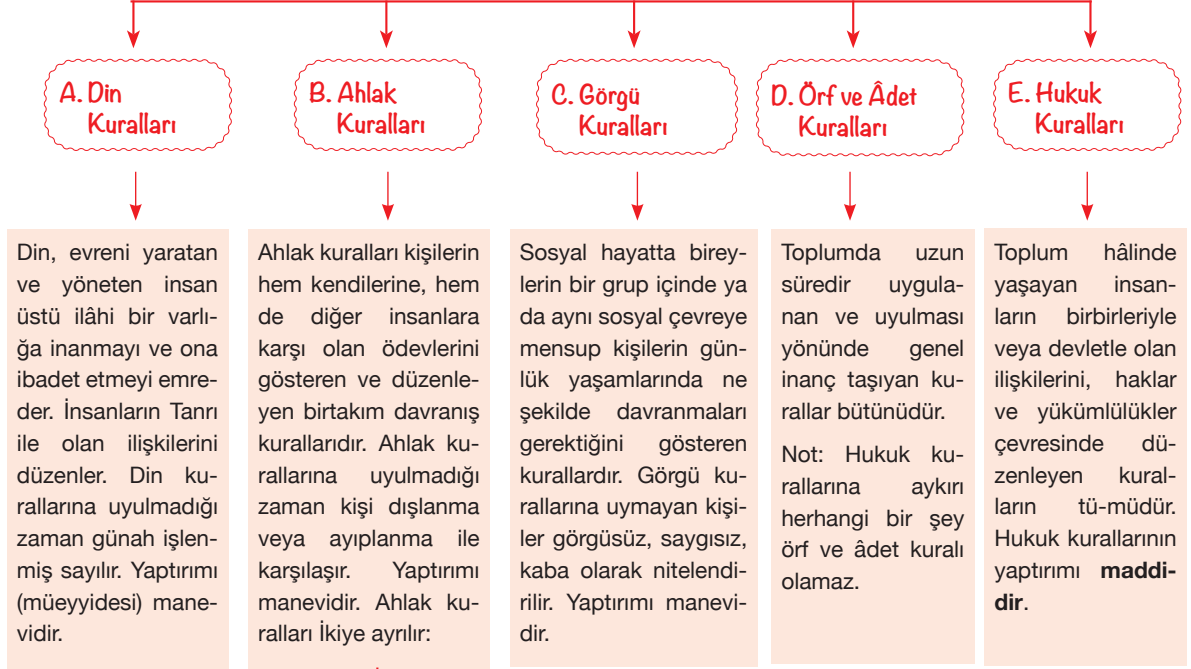 A. Din
Kuralları
B. Ahlak
Kuralları
C. Görgü
Kuralları
D. Örf ve Âdet
Kuralları
E. Hukuk
Kuralları
Din, evreni yaratan
ve yöneten insan
üstü ilâhi bir varlı-
ğa inanmayı ve ona
ibadet etmeyi emre-
der. İnsanların Tanrı
ile olan ilişkilerini
düzenler. Din ku-
rallarına uyulmadığı
zaman günah işlen-
miş sayılır. Yaptırımı
(müeyyidesi) mane-
vidir.
Ahlak kuralları kişilerin
hem kendilerine, hem
de diğer insanlara
karşı olan ödevlerini
gösteren ve düzenle-
yen birtakım davranış
kurallarıdır. Ahlak ku-
rallarına uyulmadığı
zaman kişi dışlanma
veya ayıplanma ile
karşılaşır. Yaptırımı
manevidir. Ahlak ku-
ralları İkiye ayrılır:
Sosyal hayatta birey-
lerin bir grup içinde ya
da aynı sosyal çevreye
mensup kişilerin gün-
lük yaşamlarında ne
şekilde davranmaları
gerektiğini gösteren
kurallardır. Görgü ku-
rallarına uymayan kişi-
ler görgüsüz, saygısız,
kaba olarak nitelendi-
rilir. Yaptırımı manevi-
dir.
Toplumda uzun
süredir uygula-
nan ve uyulması
yönünde genel
inanç taşıyan ku-
rallar bütünüdür.
Not: Hukuk ku-
rallarına aykırı
herhangi bir şey
örf ve âdet kuralı
olamaz.
Toplum hâlinde
yaşayan insan-
ların birbirleriyle
veya devletle olan
ilişkilerini, haklar
ve yükümlülükler
çevresinde dü-
zenleyen kural-
ların tü-müdür.
Hukuk kurallarının
yaptırımı maddi-
dir.